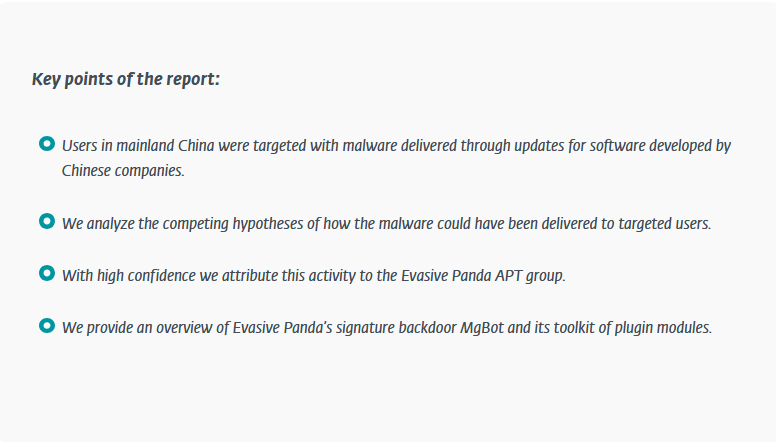 Key points of the report:
Users in mainland China were targeted with malware delivered through updates for software developed by
Chinese companies.
We analyze the competing hypotheses of how the malware could have been delivered to targeted users.
With high confidence we attribute this activity to the Evasive Panda APT group.
We provide an overview of Evasive Panda's signature backdoor MgBot and its toolkit of plugin modules.